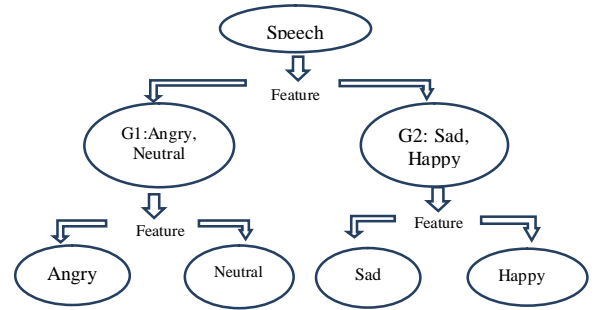 Speech
Feature
G1:Angry,
Neutral
G2: Sad,
Happy
Feature
Feature
Angry
Neutral
Sad
Happy